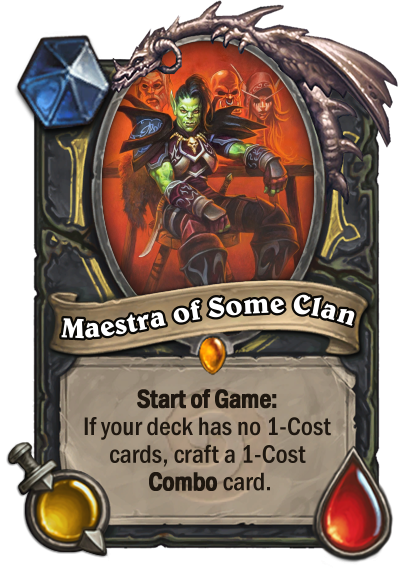 Maestra of Some Clan
Start of Game:
If your deck has no 1-Cost
cards, craft a 1-Cost
Combo card.